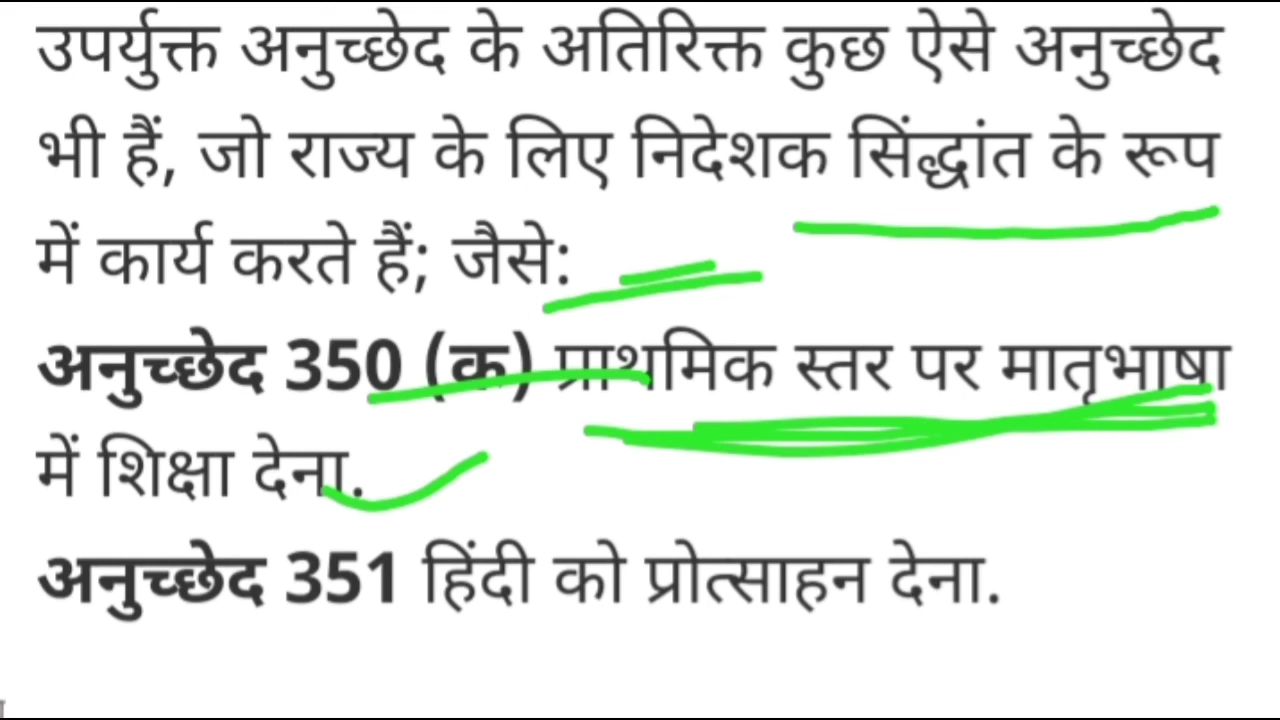 उपर्युक्त अनुच्छेद के अतिरिक्त कुछ ऐसे अनुच्छेद
भी हैं, जो राज्य के लिए निदेशक सिंद्धांत के रूप
में कार्य करते हैं; जैसे:
अनुच्छेद 350 (क) प्राथमिक स्तर पर मातृभाषा
में शिक्षा देना.
अनुच्छेद 351 हिंदी को प्रोत्साहन देना.